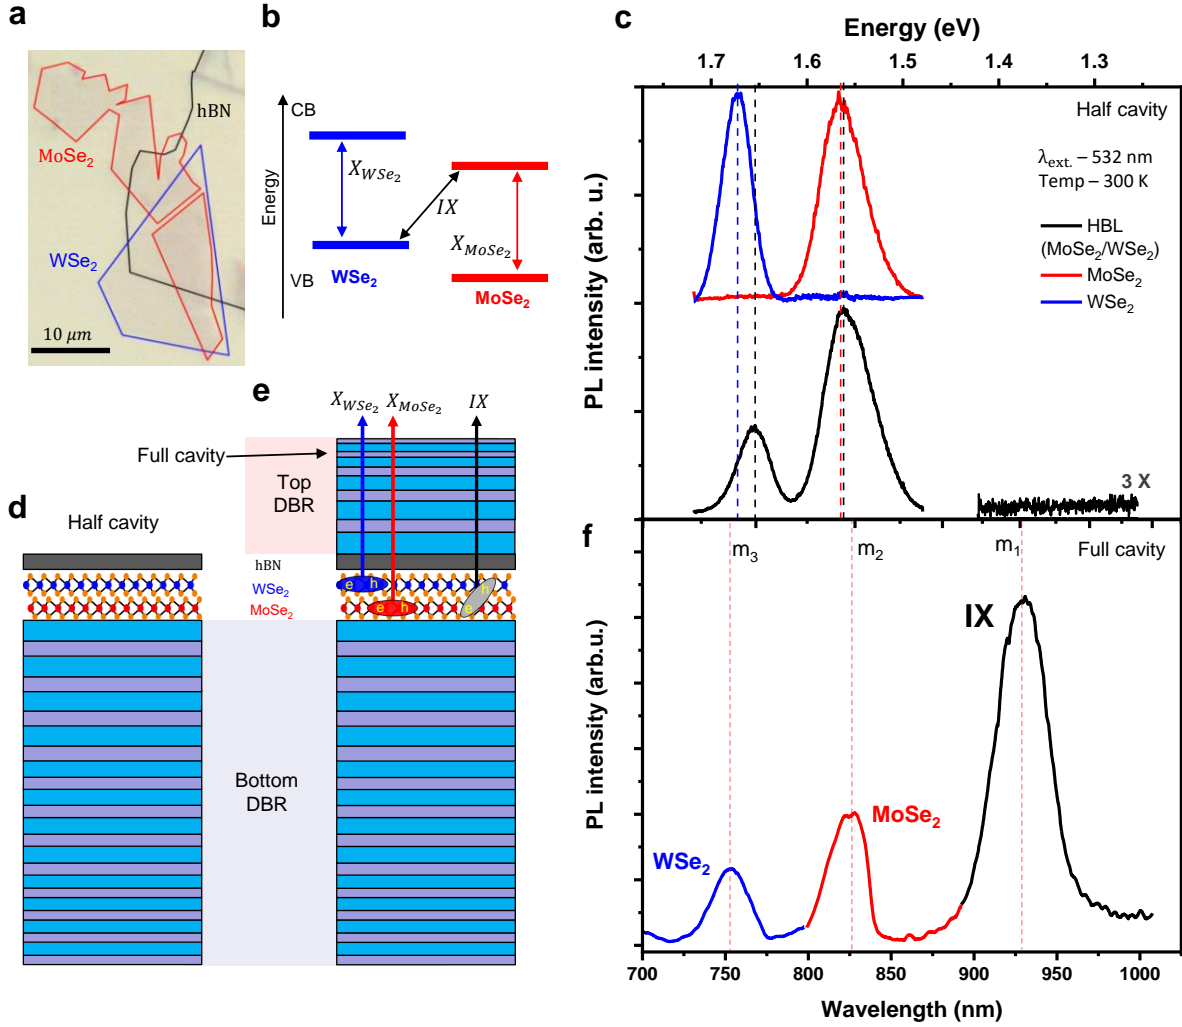 a
hBN
MoSe₂
WSe₂
10 μm
b
CB
Energy
VB
X_WSe₂
IX
X_MoSe₂
WSe₂
MoSe₂
c
Energy (eV)
1.7 1.6 1.5 1.4 1.3
PL intensity (arb. u.)
Half cavity
λext. – 532 nm
Temp – 300 K
HBL
(MoSe₂/WSe₂)
MoSe₂
WSe₂
3 X
d
Half cavity
e
X_WSe₂ X_MoSe₂ IX
Full cavity
Top
DBR
hBN
WSe₂
MoSe₂
e h
e h
h
e
Bottom
DBR
f
m₃ m₂ m₁
Full cavity
PL intensity (arb.u.)
WSe₂
MoSe₂
IX
700 750 800 850 900 950 1000
Wavelength (nm)